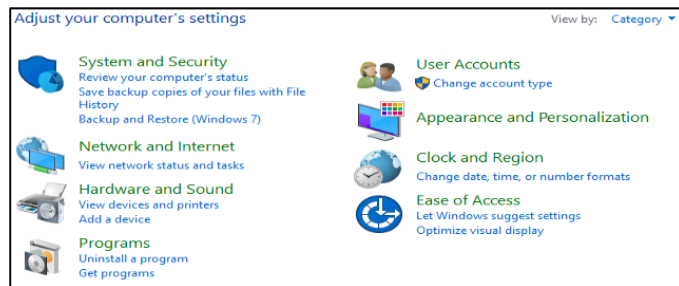 Adjust your computer's settings
View by: Category
System and Security
Review your computer's status
Save backup copies of your files with File
History
Backup and Restore (Windows 7)
Network and Internet
View network status and tasks
Hardware and Sound
View devices and printers
Add a device
Programs
Uninstall a program
Get programs
User Accounts
Change account type
Appearance and Personalization
Clock and Region
Change date, time, or number formats
Ease of Access
Let Windows suggest settings
Optimize visual display